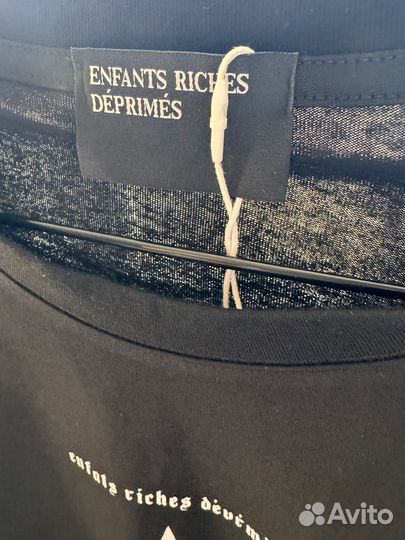 ENFANTS RICHES
DÉPRIMÉS
enfants riches
Avito